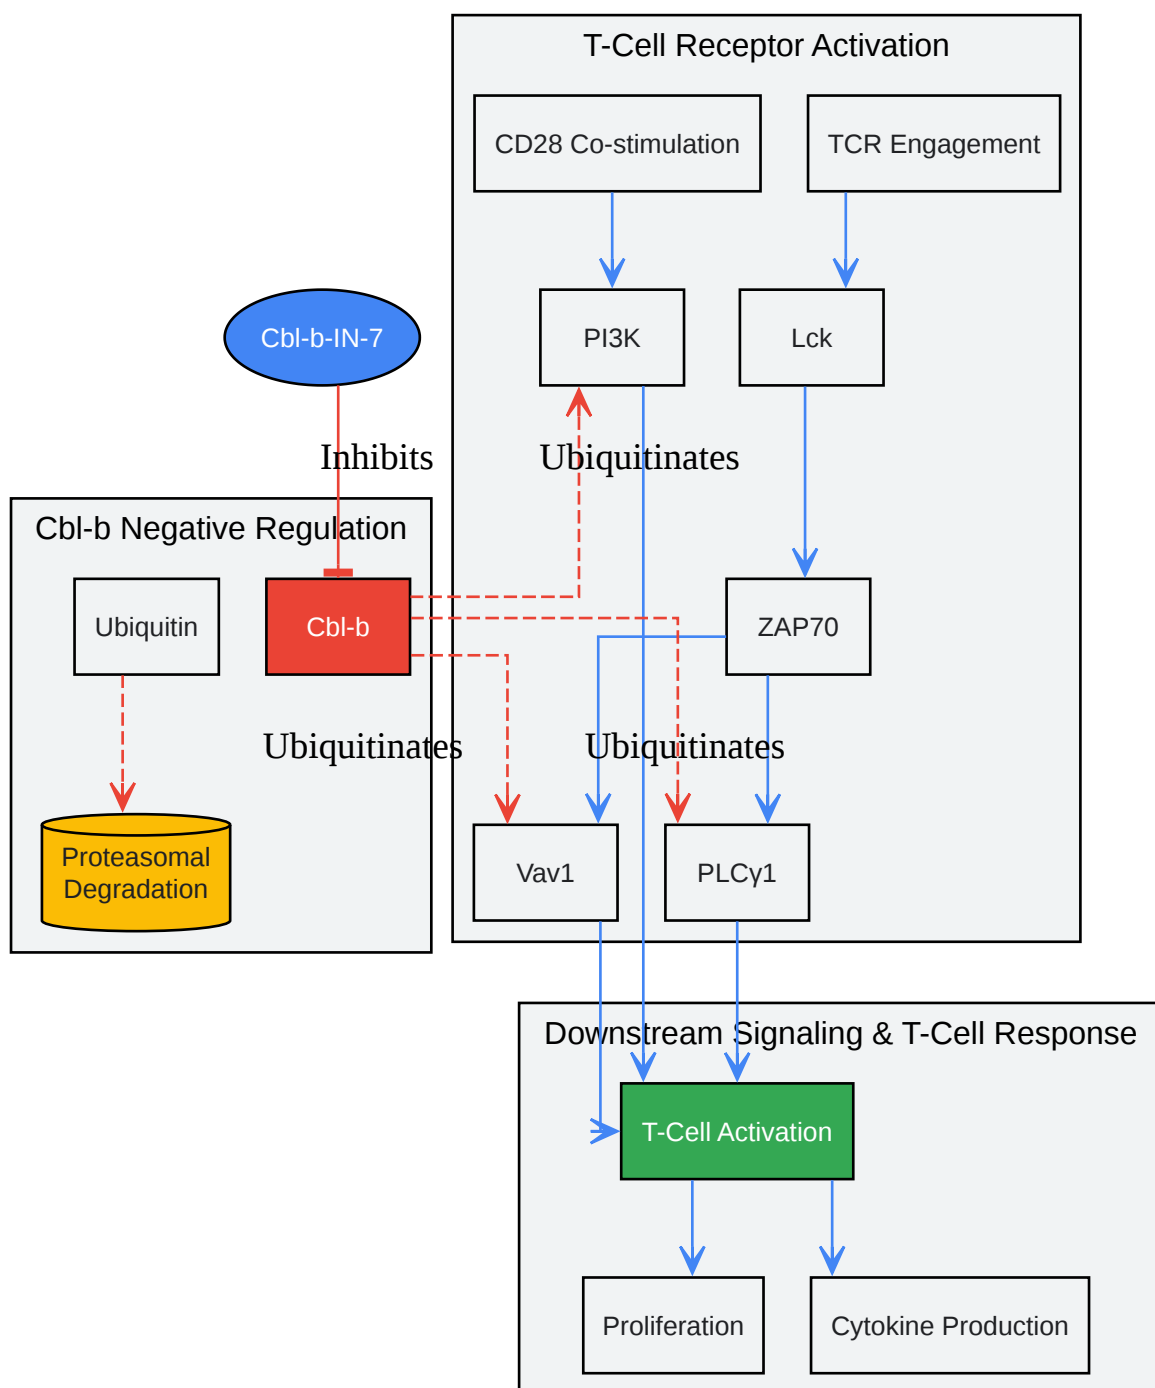 T-Cell Receptor Activation
CD28 Co-stimulation
TCR Engagement
PI3K
Lck
Cbl-b-IN-7
Inhibits
Ubiquitinates
Cbl-b Negative Regulation
Ubiquitin
Cbl-b
ZAP70
Ubiquitinates
Ubiquitinates
Proteasomal
Degradation
Vav1
PLCγ1
Downstream Signaling & T-Cell Response
T-Cell Activation
Proliferation
Cytokine Production